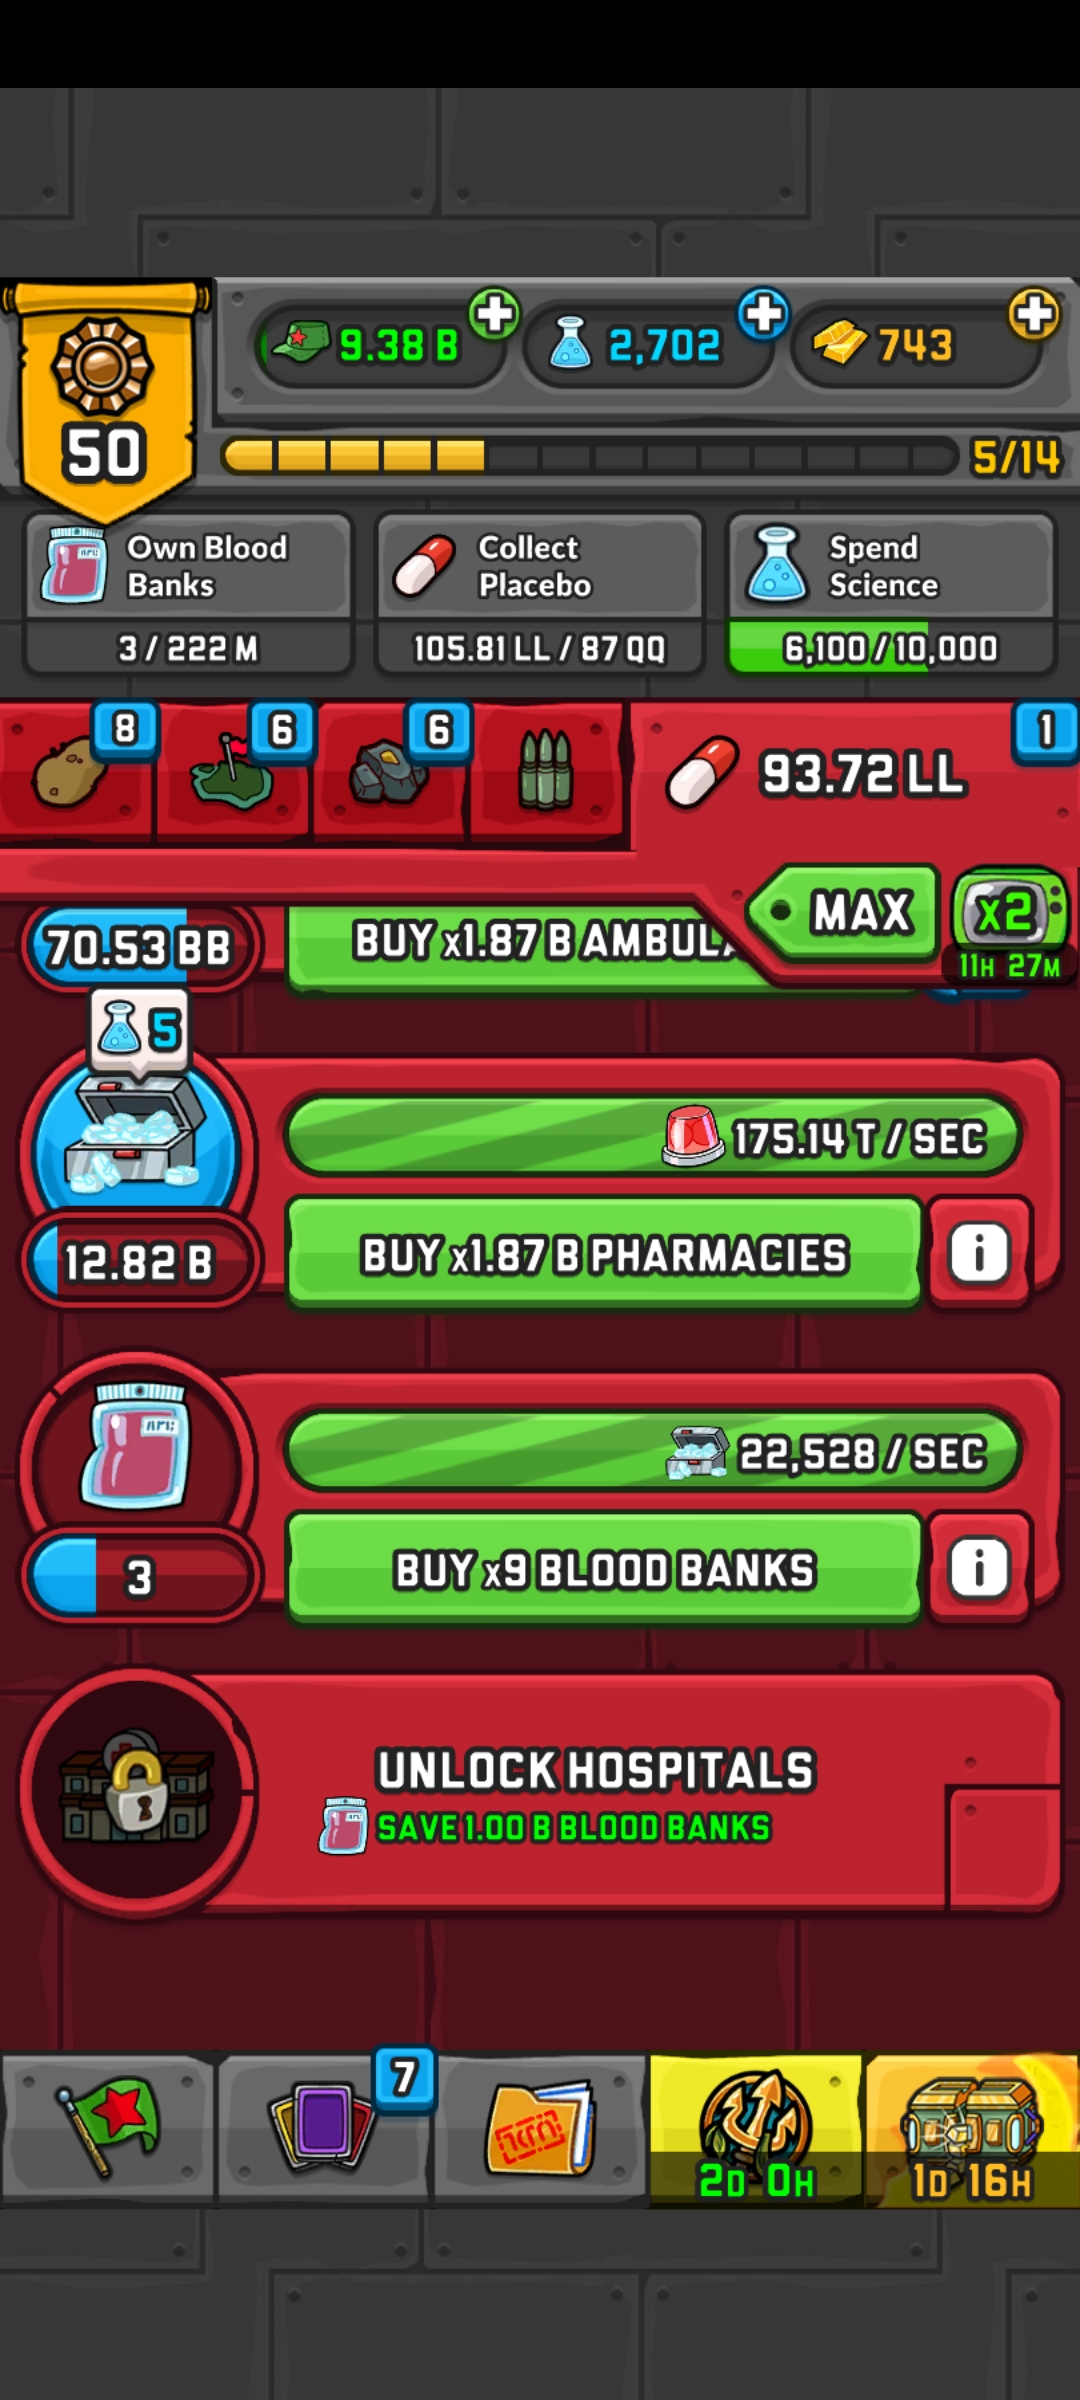 9.38 B
2,702
743
50
5/14
Own Blood
Banks
3 / 222 M
Collect
Placebo
105.81 LL / 87 QQ
Spend
Science
6,100 / 10,000
8
6
6
1
93.72 LL
MAX
x2
11H 27M
70.53 BB
BUY x1.87 B AMBUL
5
175.14 T / SEC
12.82 B
BUY x1.87 B PHARMACIES
i
22,528 / SEC
3
BUY x9 BLOOD BANKS
i
UNLOCK HOSPITALS
SAVE 1.00 B BLOOD BANKS
7
2D 0H
1D 16H